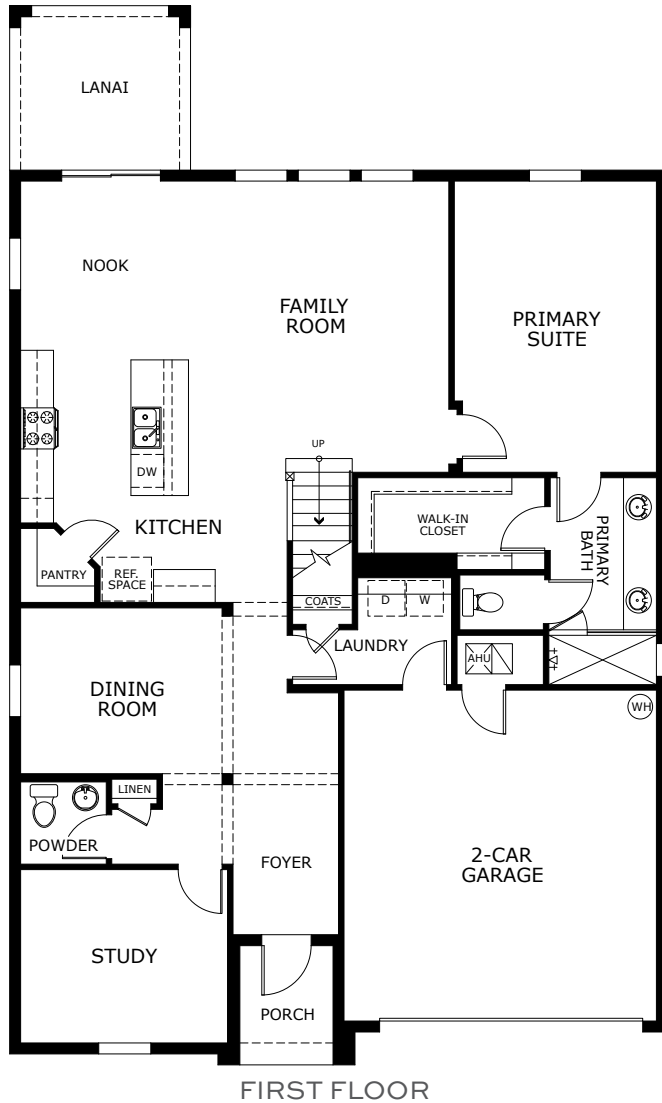 LANAI
NOOK
FAMILY
ROOM
PRIMARY
SUITE
UP
DW
KITCHEN
WALK-IN
CLOSET
PRIMARY
BATH
PANTRY
REF.
SPACE
COATS
D
W
LAUNDRY
AHU
DINING
ROOM
WH
LINEN
POWDER
FOYER
2-CAR
GARAGE
STUDY
PORCH
FIRST FLOOR